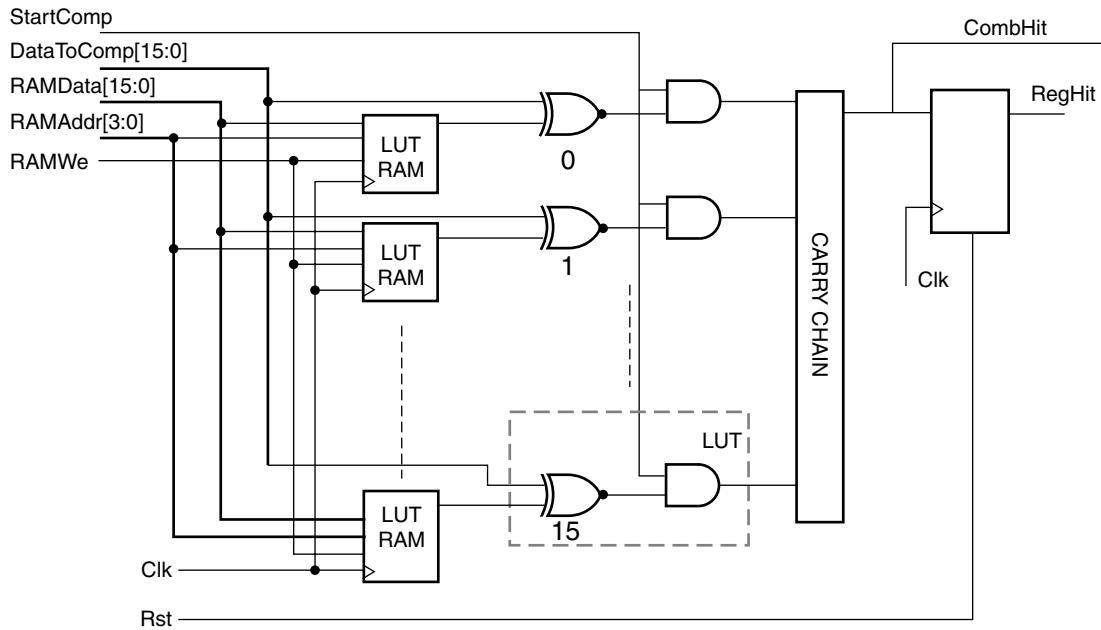 StartComp
DataToComp[15:0]
RAMData[15:0]
RAMAddr[3:0]
RAMWe
LUT
RAM
0
LUT
RAM
1
CARRY CHAIN
CombHit
RegHit
Clk
LUT
LUT
RAM
15
Clk
Rst